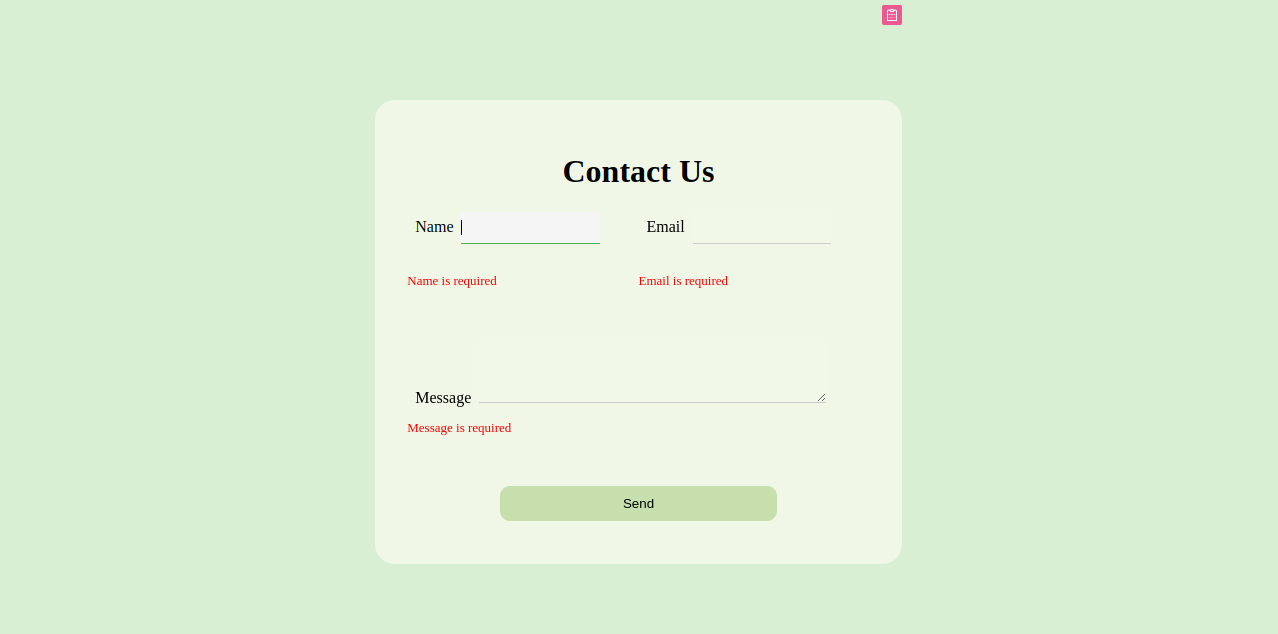 Contact Us
Name Email
Name is required Email is required
Message
Message is required
Send